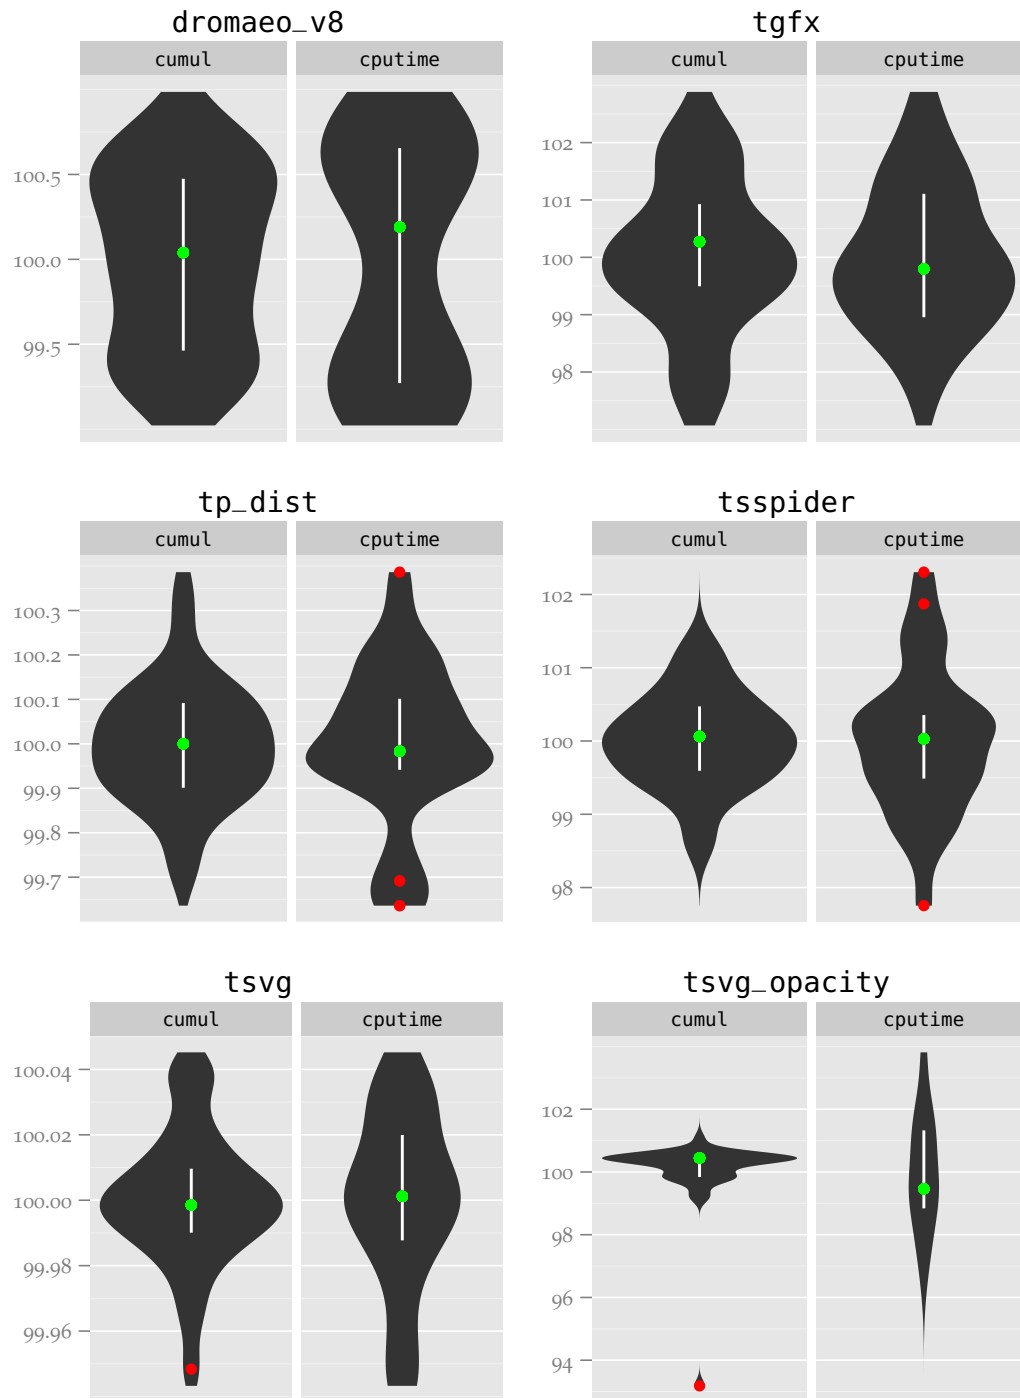 dromaeo_v8
cumul
cputime
100.5
100.0
99.5
tgfx
cumul
cputime
102
101
100
99
98
tp_dist
cumul
cputime
100.3
100.2
100.1
100.0
99.9
99.8
99.7
tsspider
cumul
cputime
102
101
100
99
98
tsvg
cumul
cputime
100.04
100.02
100.00
99.98
99.96
tsvg_opacity
cumul
cputime
102
100
98
96
94